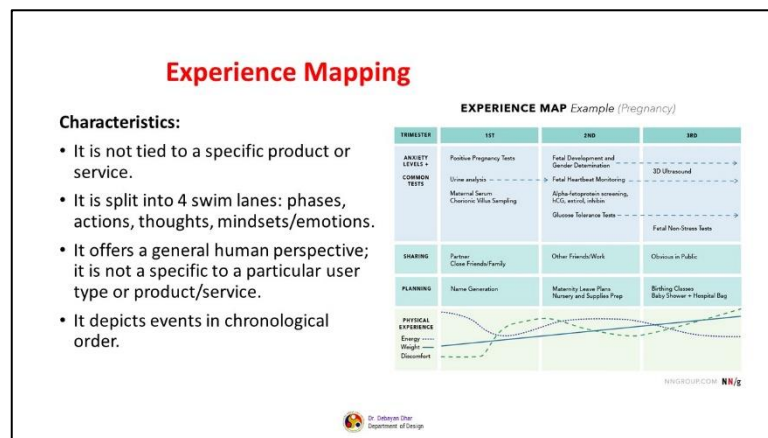 Experience Mapping
Characteristics:
• It is not tied to a specific product or
service.
• It is split into 4 swim lanes: phases,
actions, thoughts, mindsets/emotions.
• It offers a general human perspective;
it is not a specific to a particular user
type or product/service.
• It depicts events in chronological
order.
EXPERIENCE MAP Example (Pregnancy)
TRIMESTER 1ST 2ND 3RD
ANXIETY
LEVELS +
COMMON
TESTS
Positive Pregnancy Tests
Urine analysis
Maternal Serum
Chorionic Villus Sampling
Fetal Development and
Gender Determination
Fetal Heartbeat Monitoring
Alpha-fetoprotein screening,
hCG, estriol, inhibin
Glucose Tolerance Tests
3D Ultrasound
Fetal Non-Stress Tests
SHARING
Partner
Close Friends/Family
Other Friends/Work
Obvious in Public
PLANNING
Name Generation
Maternity Leave Plans
Nursery and Supplies Prep
Birthing Classes
Baby Shower + Hospital Bag
PHYSICAL
EXPERIENCE
Energy
Weight
Discomfort
NNGROUP.COM NN/g
Dr. Debayan Dhar
Department of Design